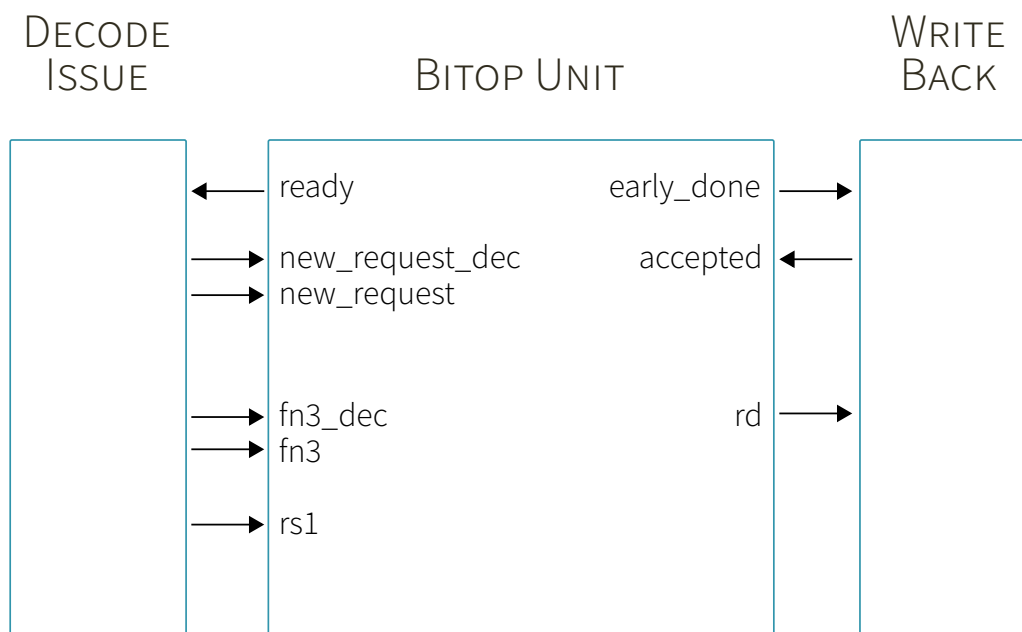 DECODE
ISSUE
BITOP UNIT
WRITE
BACK
ready
early_done
new_request_dec
accepted
new_request
fn3_dec
rd
fn3
rs1